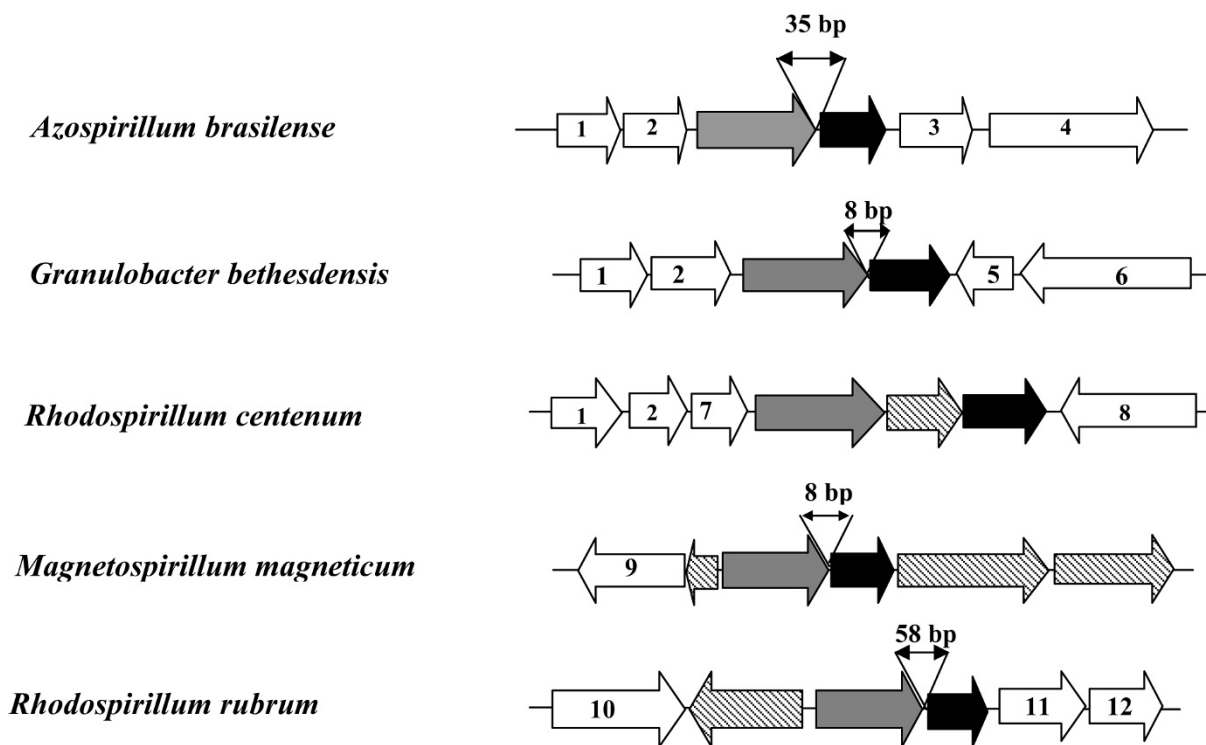 35 bp
Azospirillum brasilense
1 2 3 4
8 bp
Granulobacter bethesdensis
1 2 5 6
Rhodospirillum centenum
1 2 7 8
8 bp
Magnetospirillum magneticum
9
58 bp
Rhodospirillum rubrum
10 11 12